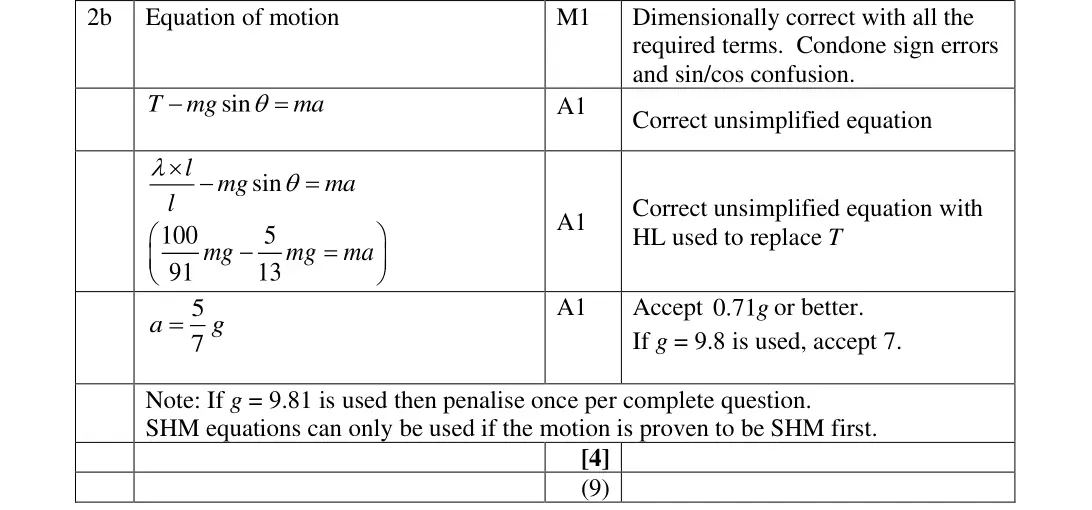 2b Equation of motion M1 Dimensionally correct with all the
required terms. Condone sign errors
and sin/cos confusion.
T − mg sin θ = ma A1 Correct unsimplified equation
λ×l/l − mg sin θ = ma
(100/91 mg − 5/13 mg = ma) A1 Correct unsimplified equation with
HL used to replace T
a = 5/7 g A1 Accept 0.71g or better.
If g = 9.8 is used, accept 7.
Note: If g = 9.81 is used then penalise once per complete question.
SHM equations can only be used if the motion is proven to be SHM first.
[4]
(9)